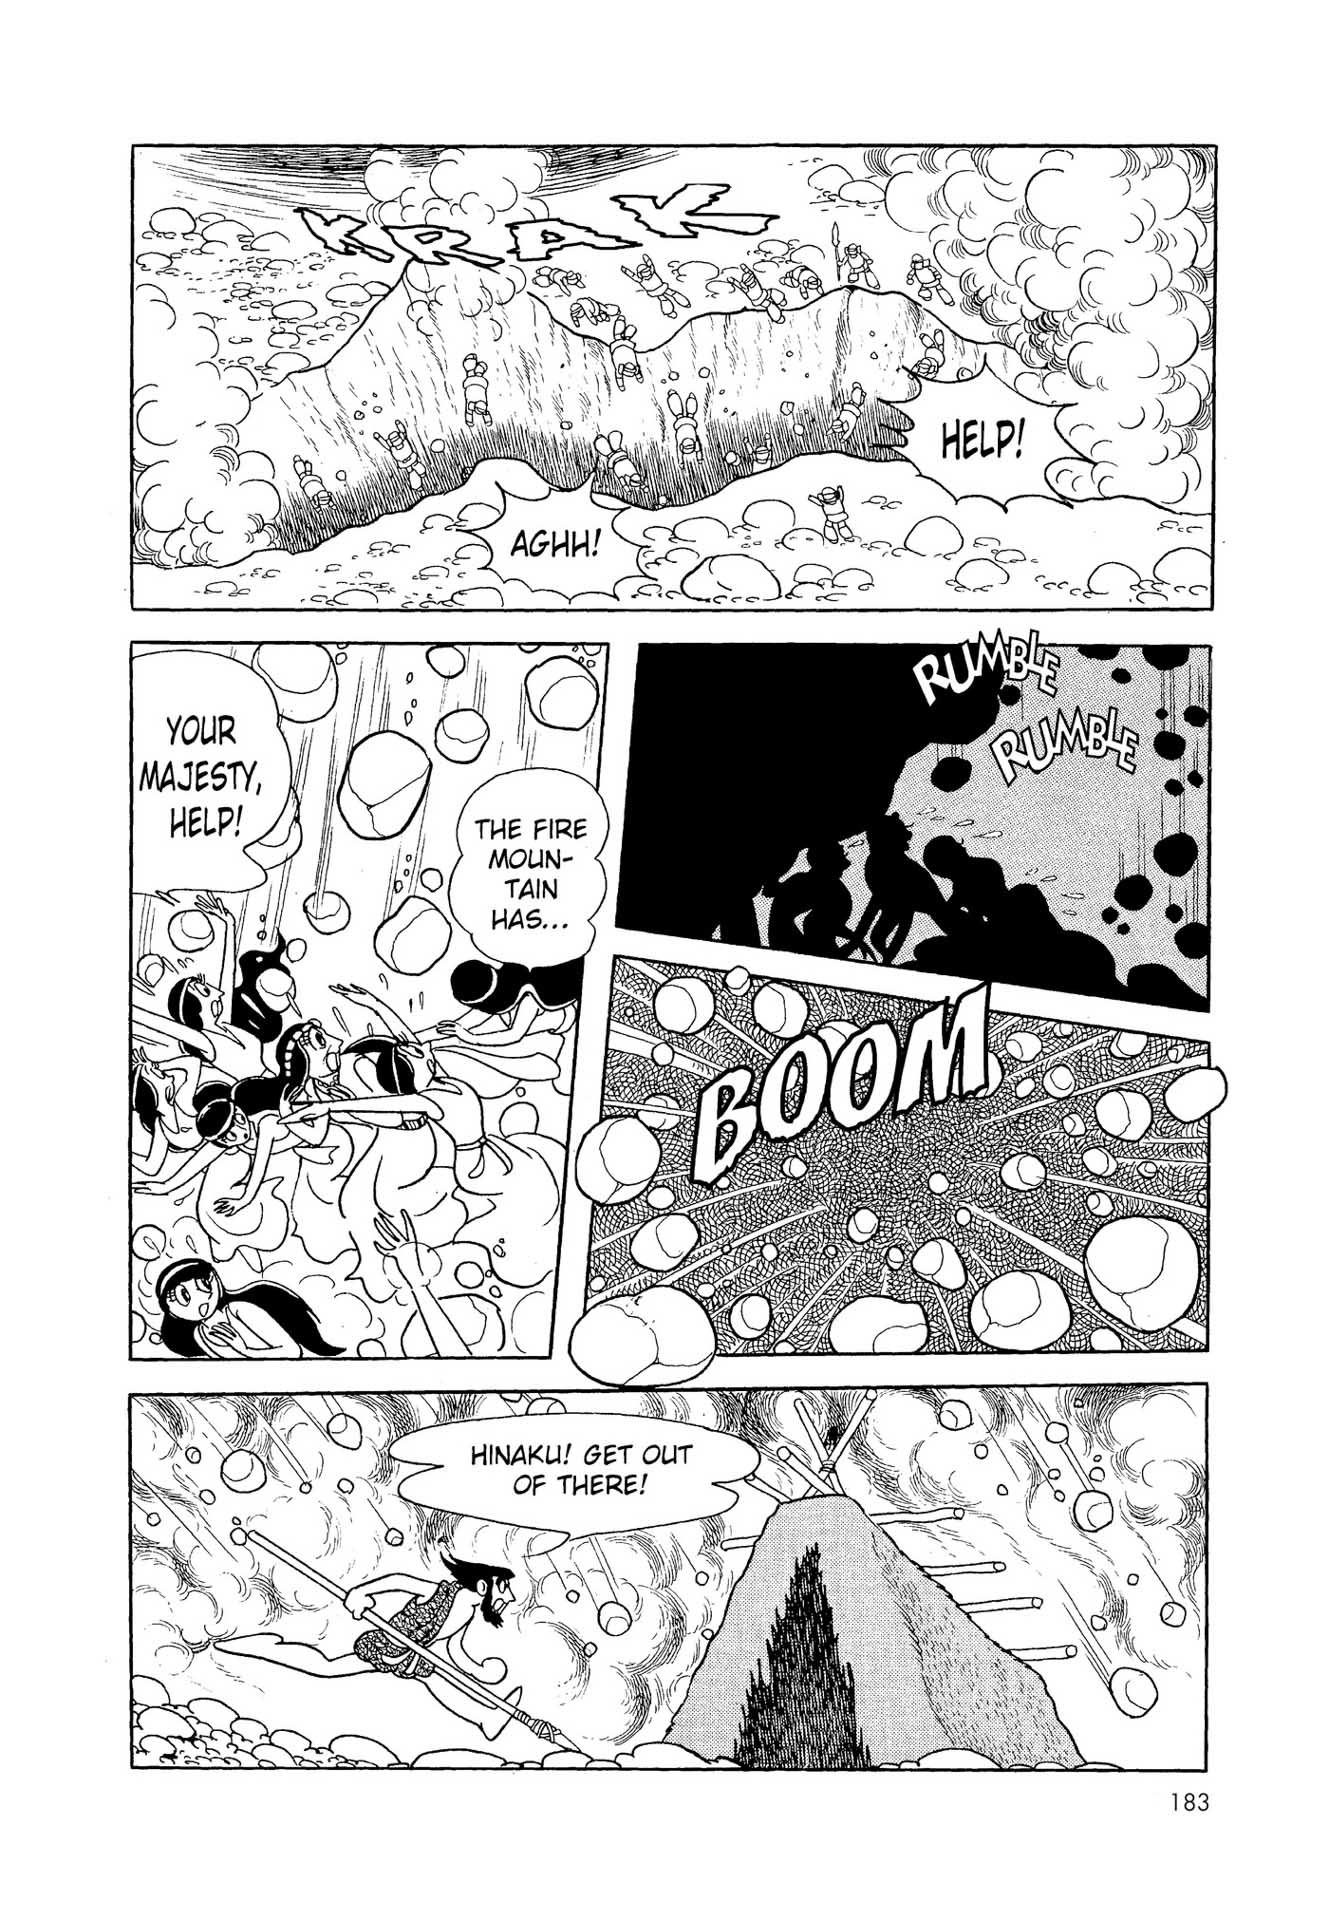 KRAK
HELP!
AGHH!
YOUR
MAJESTY,
HELP!
THE FIRE
MOUN-
TAIN
HAS...
RUMBLE
RUMBLE
BOOM
HINAKU! GET OUT
OF THERE!
183